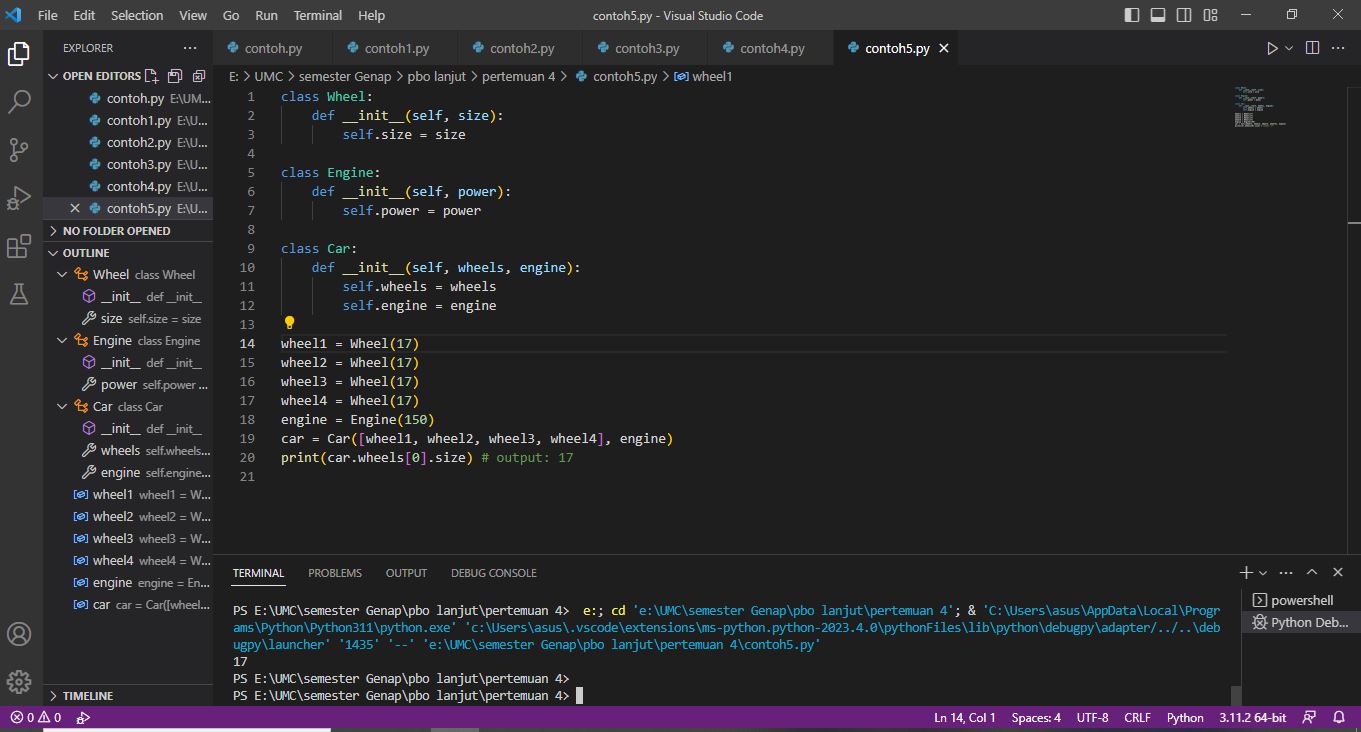 File Edit Selection View Go Run Terminal Help contoh5.py - Visual Studio Code
EXPLORER ...
OPEN EDITORS
contoh.py E:\UM...
contoh1.py E:\U...
contoh2.py E:\U...
contoh3.py E:\U...
contoh4.py E:\U...
contoh5.py E:\U...
NO FOLDER OPENED
OUTLINE
Wheel class Wheel
__init__ def __init__
size self.size = size
Engine class Engine
__init__ def __init__
power self.power ...
Car class Car
__init__ def __init__
wheels self.wheels...
engine self.engine...
wheel1 wheel1 = W...
wheel2 wheel2 = W...
wheel3 wheel3 = W...
wheel4 wheel4 = W...
engine engine = En...
car car = Car([wheel...
TIMELINE
contoh.py contoh1.py contoh2.py contoh3.py contoh4.py contoh5.py
E: > UMC > semester Genap > pbo lanjut > pertemuan 4 > contoh5.py > wheel1
1 class Wheel:
2     def __init__(self, size):
3         self.size = size
4
5 class Engine:
6     def __init__(self, power):
7         self.power = power
8
9 class Car:
10     def __init__(self, wheels, engine):
11         self.wheels = wheels
12         self.engine = engine
13
14 wheel1 = Wheel(17)
15 wheel2 = Wheel(17)
16 wheel3 = Wheel(17)
17 wheel4 = Wheel(17)
18 engine = Engine(150)
19 car = Car([wheel1, wheel2, wheel3, wheel4], engine)
20 print(car.wheels[0].size) # output: 17
21
TERMINAL PROBLEMS OUTPUT DEBUG CONSOLE
PS E:\UMC\semester Genap\pbo lanjut\pertemuan 4>  e:; cd 'e:\UMC\semester Genap\pbo lanjut\pertemuan 4'; & 'C:\Users\asus\AppData\Local\Progr
ams\Python\Python311\python.exe' 'c:\Users\asus\.vscode\extensions\ms-python.python-2023.4.0\pythonFiles\lib\python\debugpy\adapter/../..\deb
ugpy\launcher' '1435' '--' 'e:\UMC\semester Genap\pbo lanjut\pertemuan 4\contoh5.py'
17
PS E:\UMC\semester Genap\pbo lanjut\pertemuan 4>
PS E:\UMC\semester Genap\pbo lanjut\pertemuan 4>
powershell
Python Deb...
0 0 Ln 14, Col 1 Spaces: 4 UTF-8 CRLF Python 3.11.2 64-bit